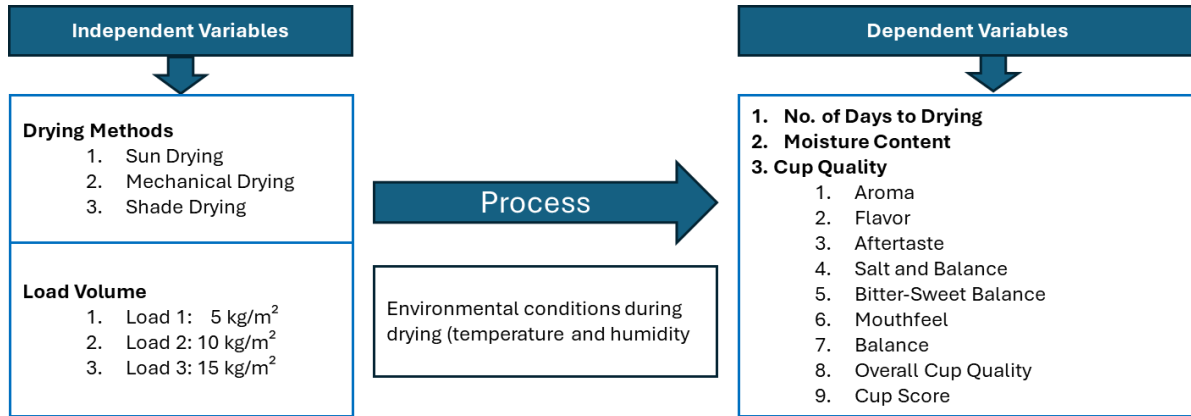 Independent Variables
Drying Methods
1. Sun Drying
2. Mechanical Drying
3. Shade Drying
Load Volume
1. Load 1: 5 kg/m²
2. Load 2: 10 kg/m²
3. Load 3: 15 kg/m²
Process
Environmental conditions during
drying (temperature and humidity
Dependent Variables
1. No. of Days to Drying
2. Moisture Content
3. Cup Quality
1. Aroma
2. Flavor
3. Aftertaste
4. Salt and Balance
5. Bitter-Sweet Balance
6. Mouthfeel
7. Balance
8. Overall Cup Quality
9. Cup Score